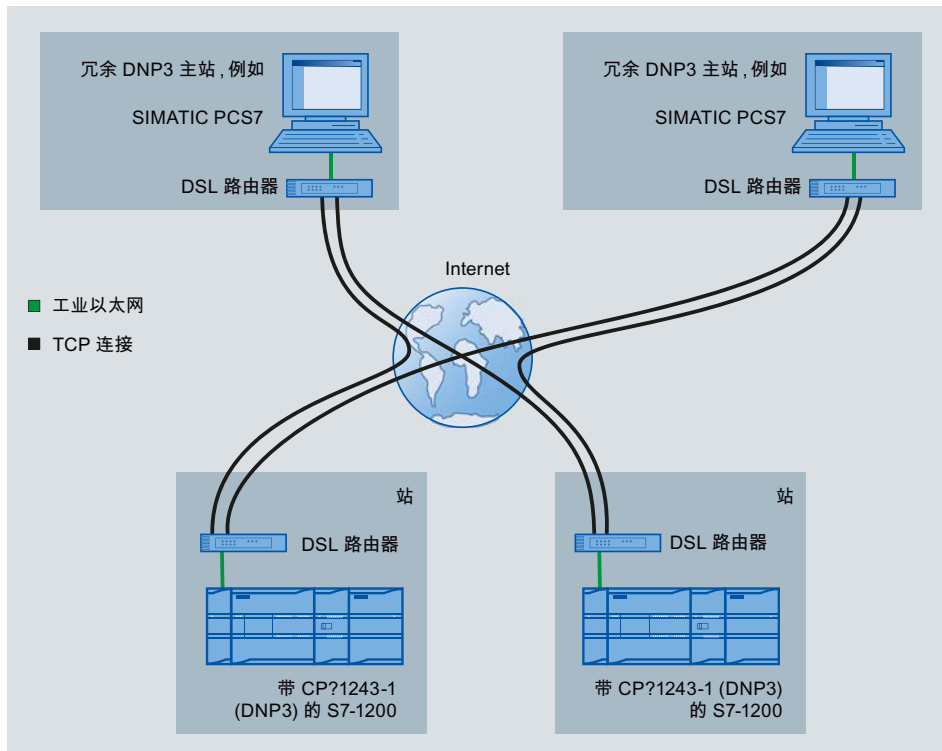 冗余 DNP3 主站 , 例如
SIMATIC PCS7
DSL 路由器
冗余 DNP3 主站 , 例如
SIMATIC PCS7
DSL 路由器
Internet
工业以太网
TCP 连接
站
DSL 路由器
带 CP?1243-1
(DNP3) 的 S7-1200
站
DSL 路由器
带 CP?1243-1 (DNP3)
的 S7-1200